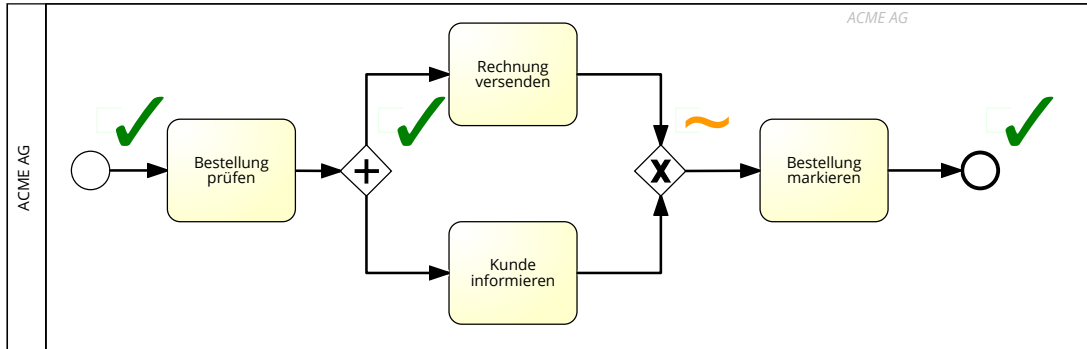 ACME AG
ACME AG
Rechnung
versenden
Bestellung
prüfen
Bestellung
markieren
Kunde
informieren